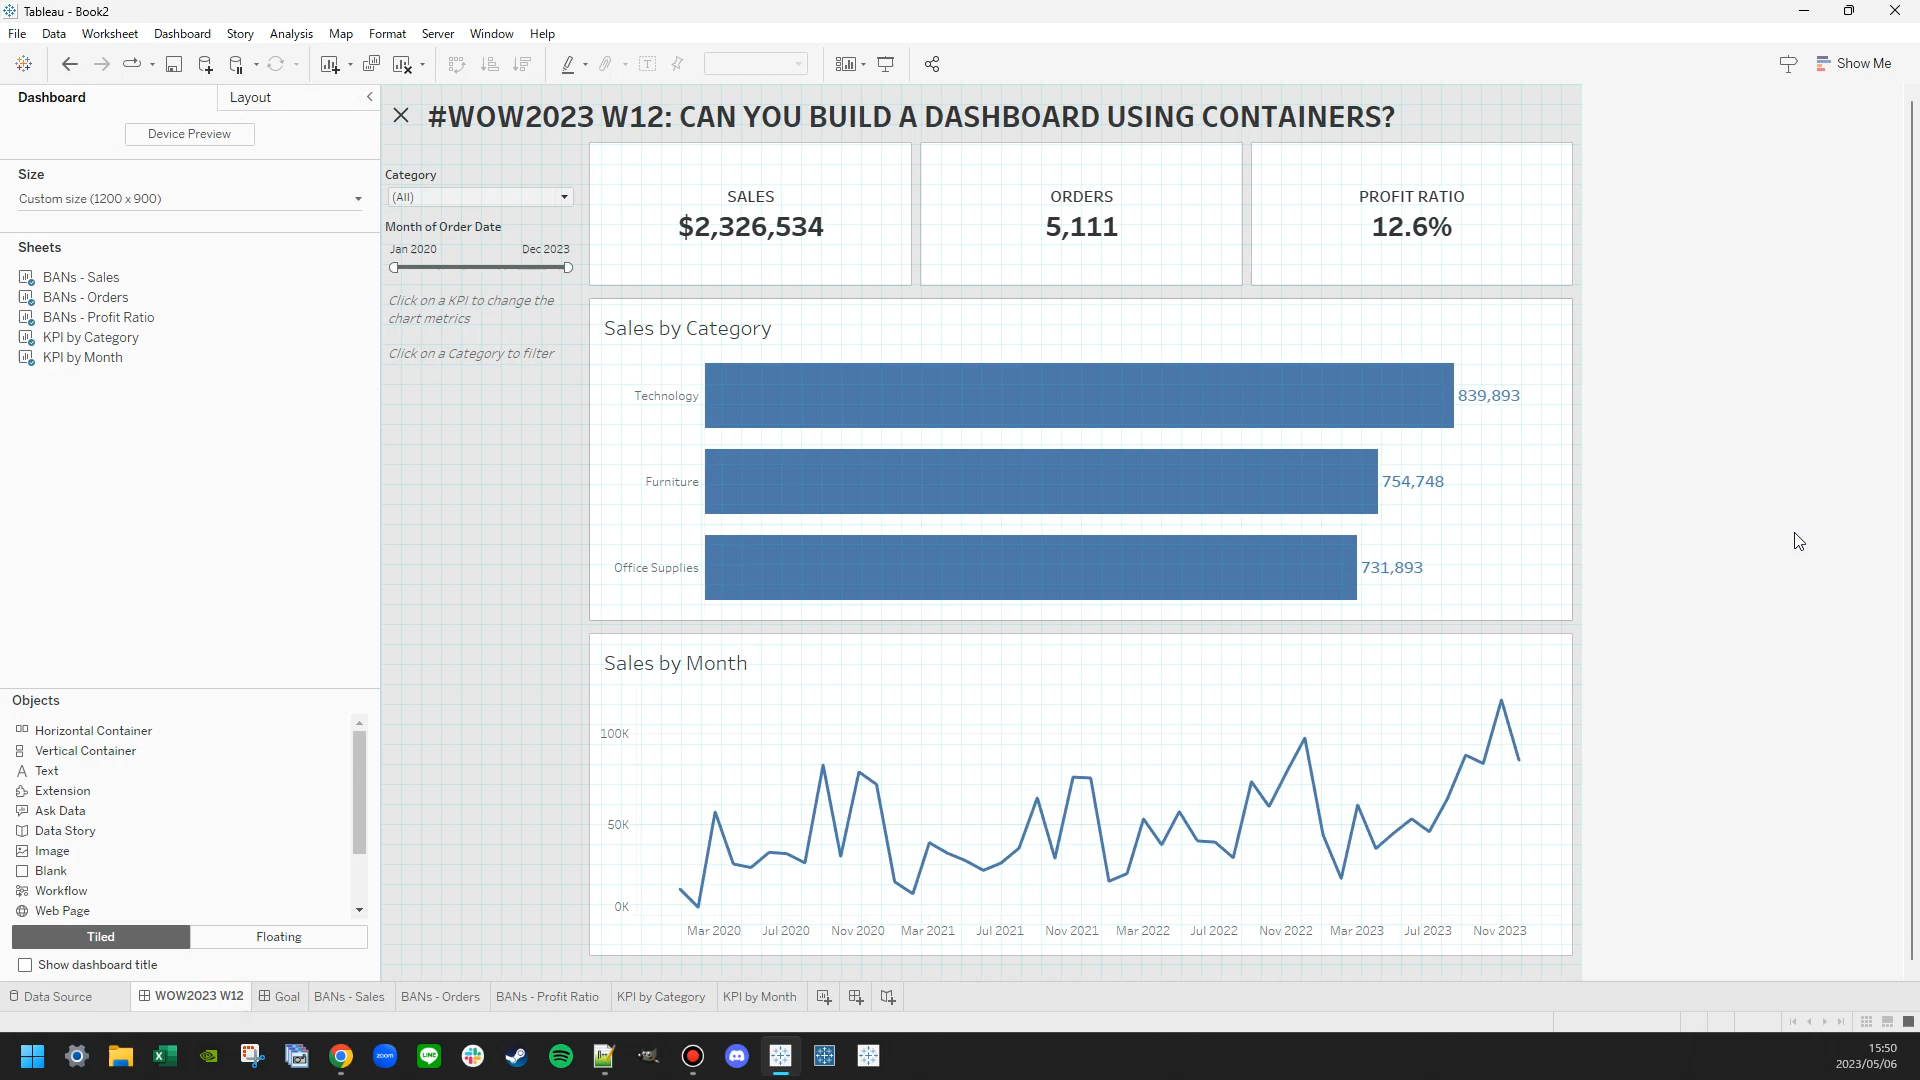 Tableau - Book2
File Data Worksheet Dashboard Story Analysis Map Format Server Window Help
Show Me
Dashboard Layout
Device Preview
Size
Custom size (1200 x 900)
Sheets
BANs - Sales
BANs - Orders
BANs - Profit Ratio
KPI by Category
KPI by Month
#WOW2023 W12: CAN YOU BUILD A DASHBOARD USING CONTAINERS?
Category
(All)
Month of Order Date
Jan 2020 Dec 2023
Click on a KPI to change the
chart metrics
Click on a Category to filter
SALES
$2,326,534
ORDERS
5,111
PROFIT RATIO
12.6%
Sales by Category
Technology 839,893
Furniture 754,748
Office Supplies 731,893
Sales by Month
100K
50K
0K
Mar 2020 Jul 2020 Nov 2020 Mar 2021 Jul 2021 Nov 2021 Mar 2022 Jul 2022 Nov 2022 Mar 2023 Jul 2023 Nov 2023
Objects
Horizontal Container
Vertical Container
Text
Extension
Ask Data
Data Story
Image
Blank
Workflow
Web Page
Tiled Floating
Show dashboard title
Data Source WOW2023 W12 Goal BANs - Sales BANs - Orders BANs - Profit Ratio KPI by Category KPI by Month
zoom
LINE
15:50
2023/05/06